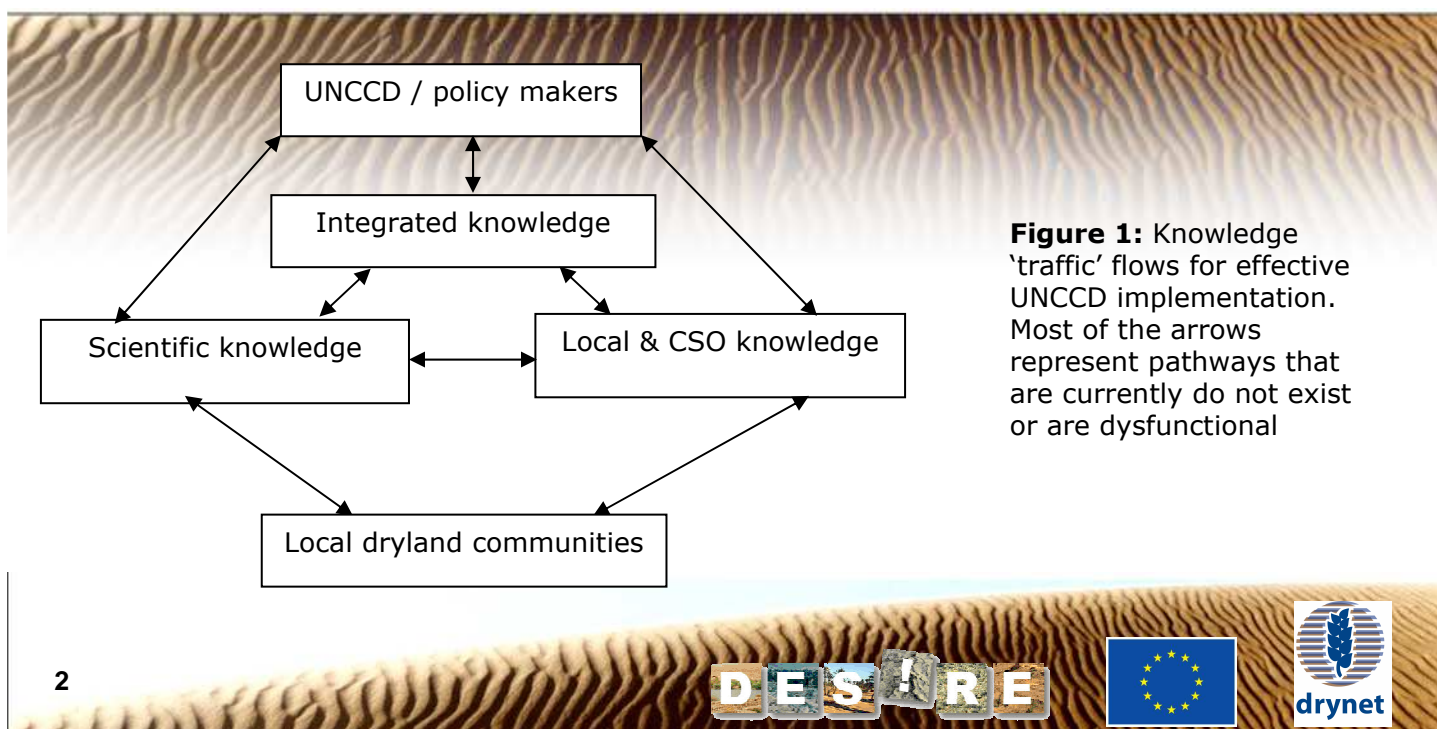 UNCCD / policy makers
Integrated knowledge
Scientific knowledge
Local & CSO knowledge
Local dryland communities
Figure 1: Knowledge
‘traffic’ flows for effective
UNCCD implementation.
Most of the arrows
represent pathways that
are currently do not exist
or are dysfunctional
2
DES!RE
drynet